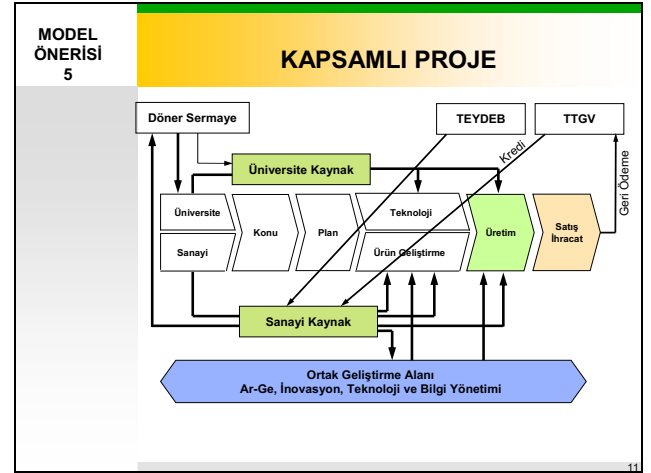 MODEL
ÖNERİSİ
5
KAPSAMLI PROJE
Döner Sermaye
TEYDEB
TTGV
Kredi
Geri Ödeme
Üniversite Kaynak
Üniversite
Sanayi
Konu
Plan
Teknoloji
Ürün Geliştirme
Üretim
Satış
İhracat
Sanayi Kaynak
Ortak Geliştirme Alanı
Ar-Ge, İnovasyon, Teknoloji ve Bilgi Yönetimi
11